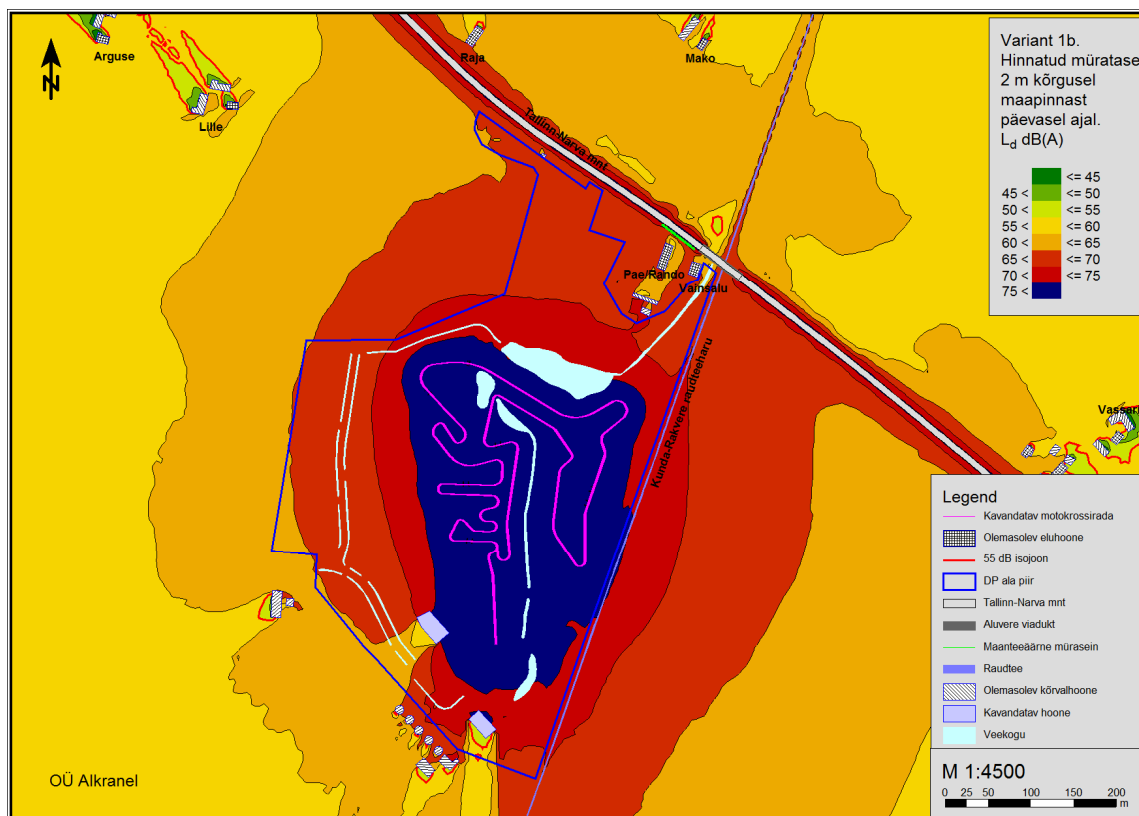 N
Arguse
Raja
Mako
Lille
Tallinn-Narva mnt
Pae/Rando
Vainsalu
Kunda-Rakvere raudteeharu
Variant 1b.
Hinnatud müratase
2 m kõrgusel
maapinnast
päevasel ajal.
Ld dB(A)
<= 45
45 < <= 50
50 < <= 55
55 < <= 60
60 < <= 65
65 < <= 70
70 < <= 75
75 <
Legend
Kavandatav motokrossirada
Olemasolev eluhoone
55 dB isojoon
DP ala piir
Tallinn-Narva mnt
Aluvere viadukt
Maanteeäärne mürasein
Raudtee
Olemasolev kõrvalhoone
Kavandatav hoone
Veekogu
M 1:4500
0 25 50 100 150 200
m
OÜ Alkranel